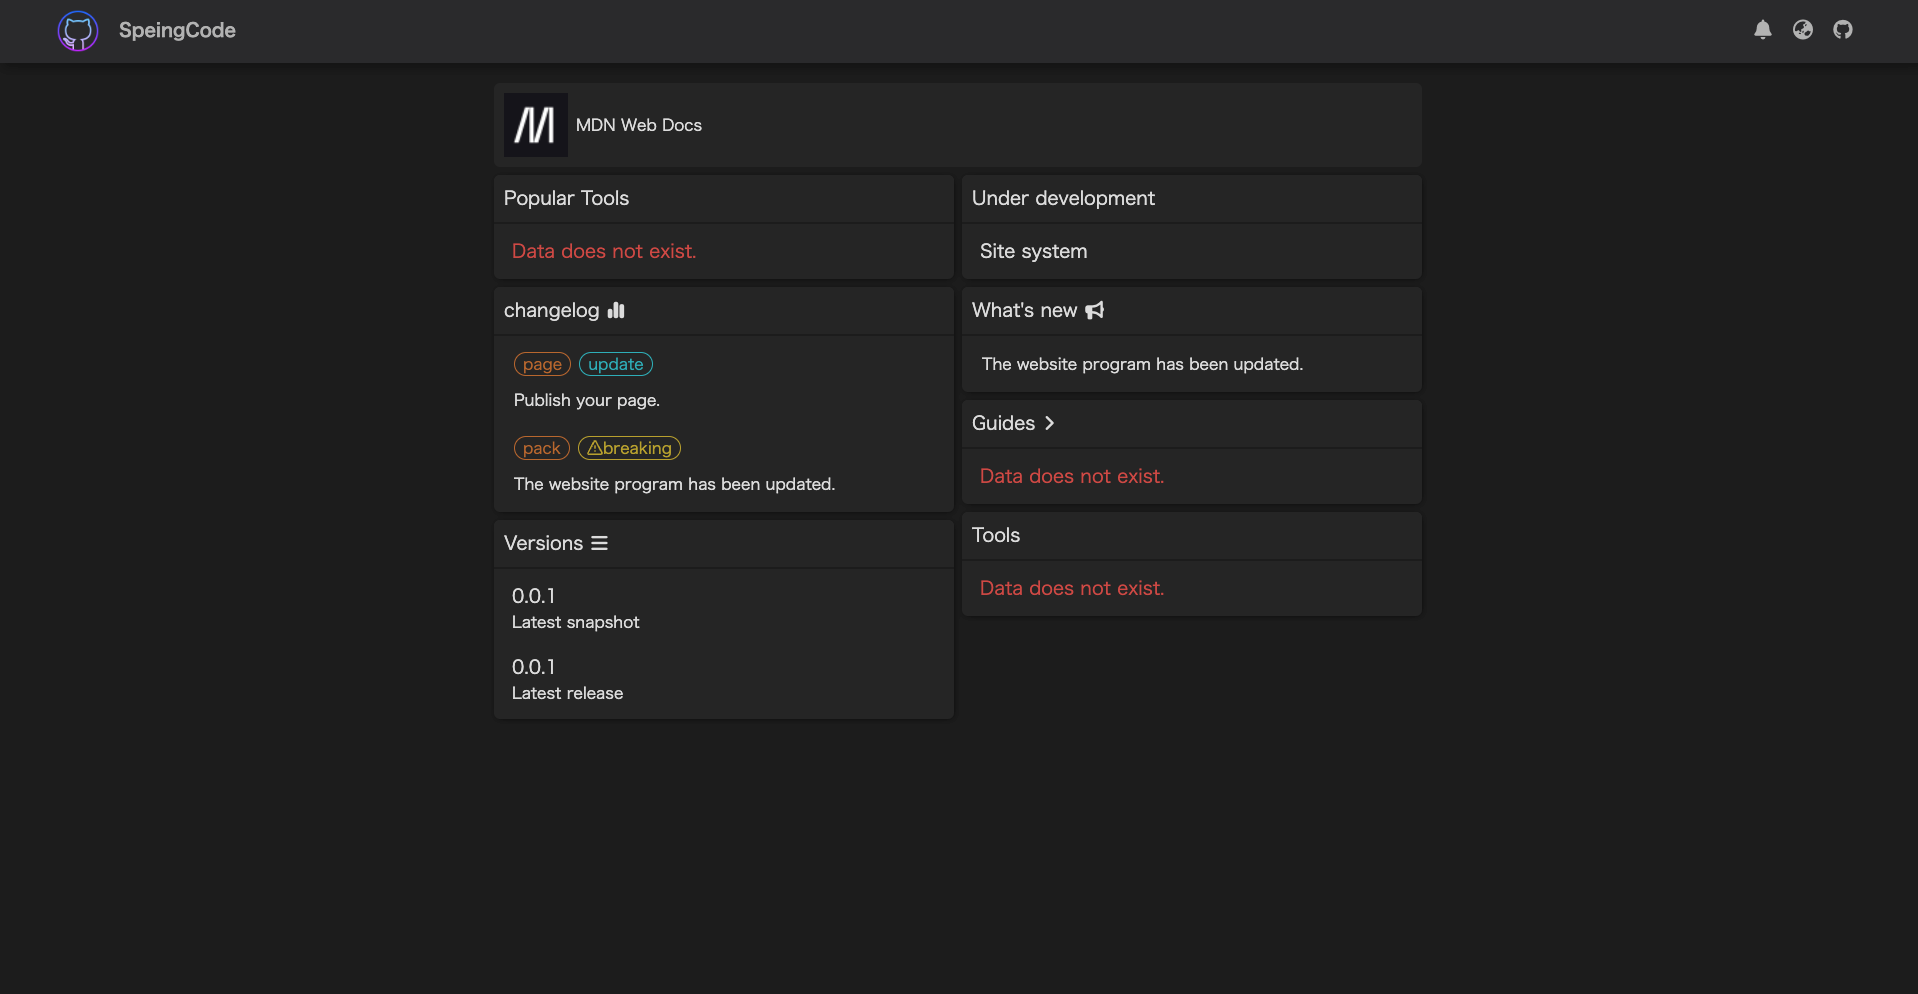 SpeingCode
MDN Web Docs
Popular Tools
Data does not exist.
changelog
page update
Publish your page.
pack ⚠breaking
The website program has been updated.
Versions
0.0.1
Latest snapshot
0.0.1
Latest release
Under development
Site system
What's new
The website program has been updated.
Guides
Data does not exist.
Tools
Data does not exist.